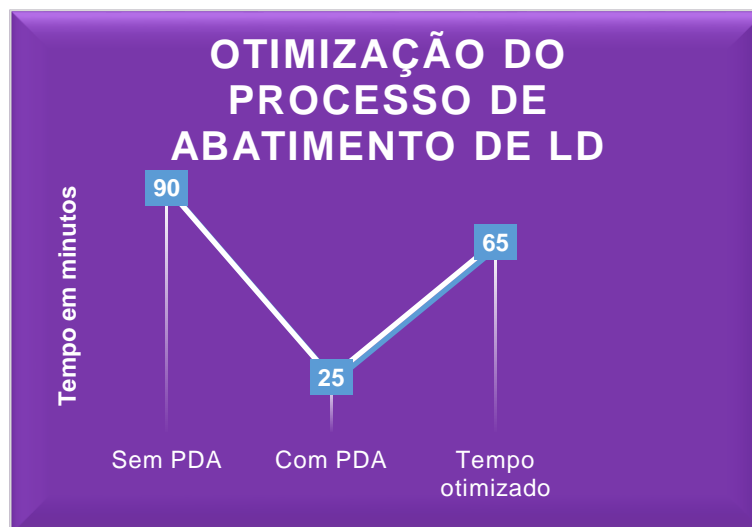 OTIMIZAÇÃO DO
PROCESSO DE
ABATIMENTO DE LD
Tempo em minutos
90
65
25
Sem PDA
Com PDA
Tempo
otimizado